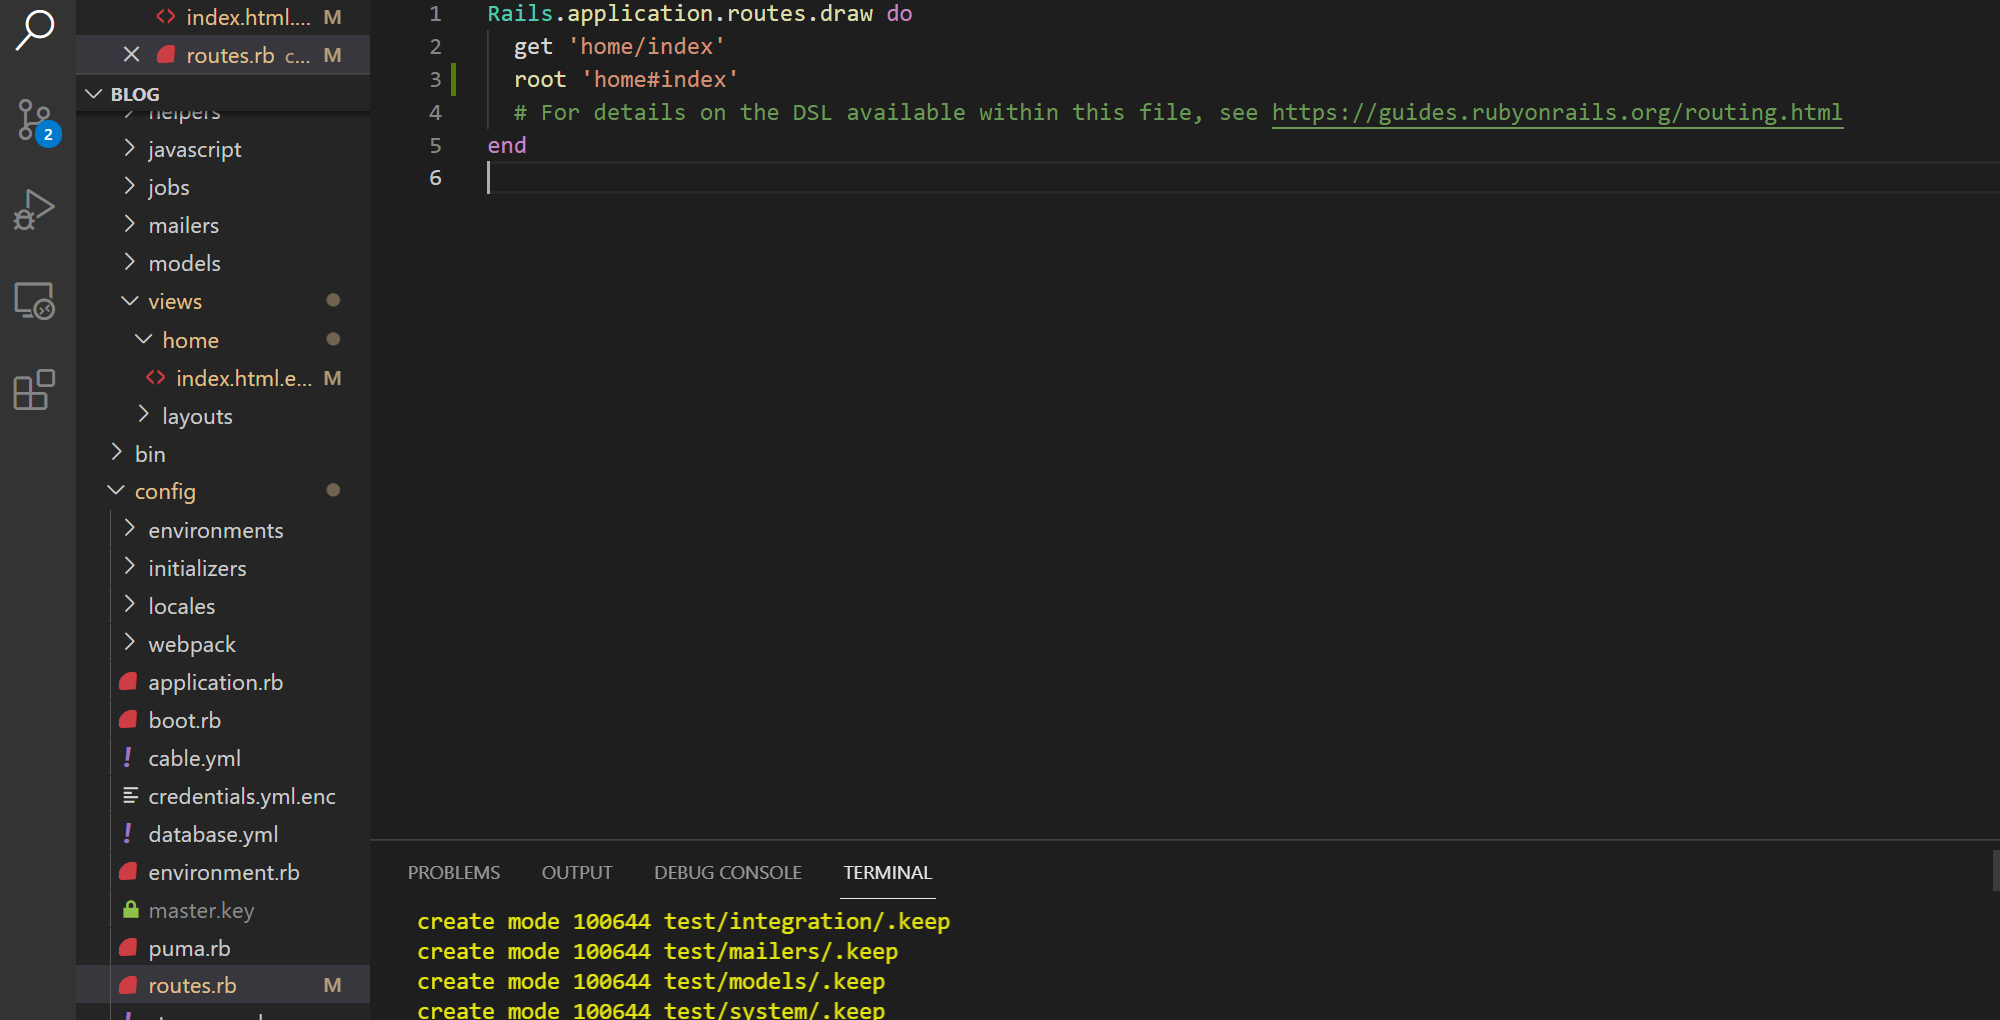 index.html....  M
routes.rb  c...  M
BLOG
helpers
2
javascript
jobs
mailers
models
views
home
index.html.e...  M
layouts
bin
config
environments
initializers
locales
webpack
application.rb
boot.rb
cable.yml
credentials.yml.enc
database.yml
environment.rb
master.key
puma.rb
routes.rb  M
1 Rails.application.routes.draw do
2   get 'home/index'
3   root 'home#index'
4   # For details on the DSL available within this file, see https://guides.rubyonrails.org/routing.html
5 end
6
PROBLEMS  OUTPUT  DEBUG CONSOLE  TERMINAL
create mode 100644 test/integration/.keep
create mode 100644 test/mailers/.keep
create mode 100644 test/models/.keep
create mode 100644 test/system/.keep